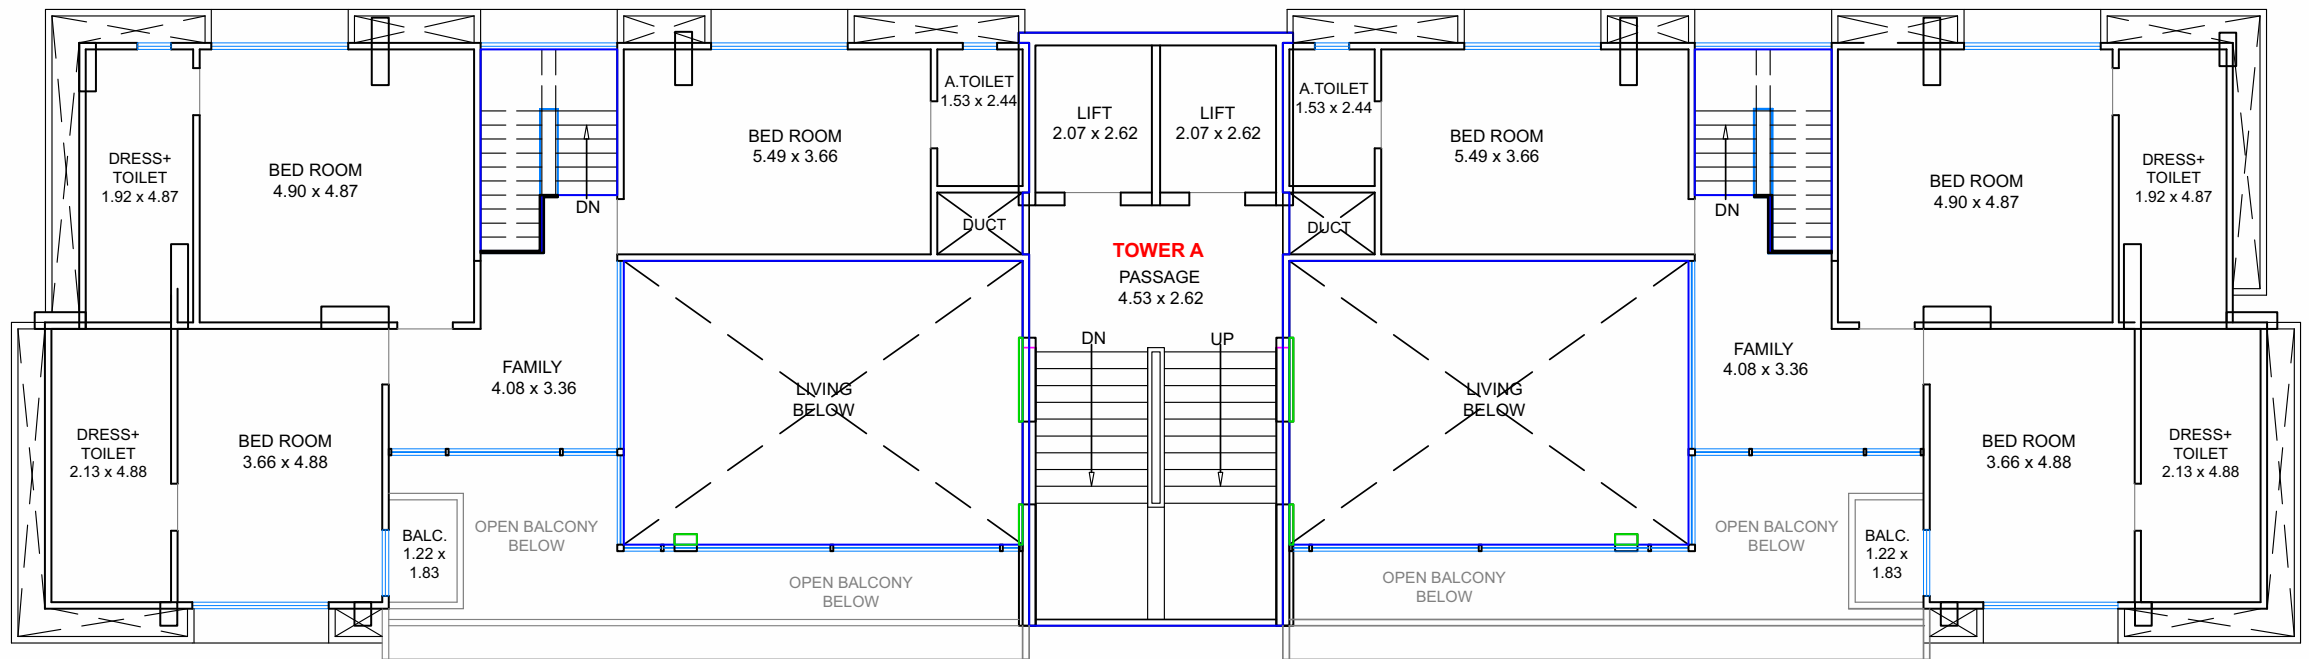 DRESS+
TOILET
1.92 x 4.87
BED ROOM
4.90 x 4.87
DN
BED ROOM
5.49 x 3.66
A.TOILET
1.53 x 2.44
DUCT
LIFT
2.07 x 2.62
LIFT
2.07 x 2.62
TOWER A
PASSAGE
4.53 x 2.62
DN
UP
A.TOILET
1.53 x 2.44
DUCT
BED ROOM
5.49 x 3.66
DN
BED ROOM
4.90 x 4.87
DRESS+
TOILET
1.92 x 4.87
DRESS+
TOILET
2.13 x 4.88
BED ROOM
3.66 x 4.88
FAMILY
4.08 x 3.36
LIVING
BELOW
BALC.
1.22 x
1.83
OPEN BALCONY
BELOW
OPEN BALCONY
BELOW
LIVING
BELOW
FAMILY
4.08 x 3.36
OPEN BALCONY
BELOW
OPEN BALCONY
BELOW
BALC.
1.22 x
1.83
BED ROOM
3.66 x 4.88
DRESS+
TOILET
2.13 x 4.88